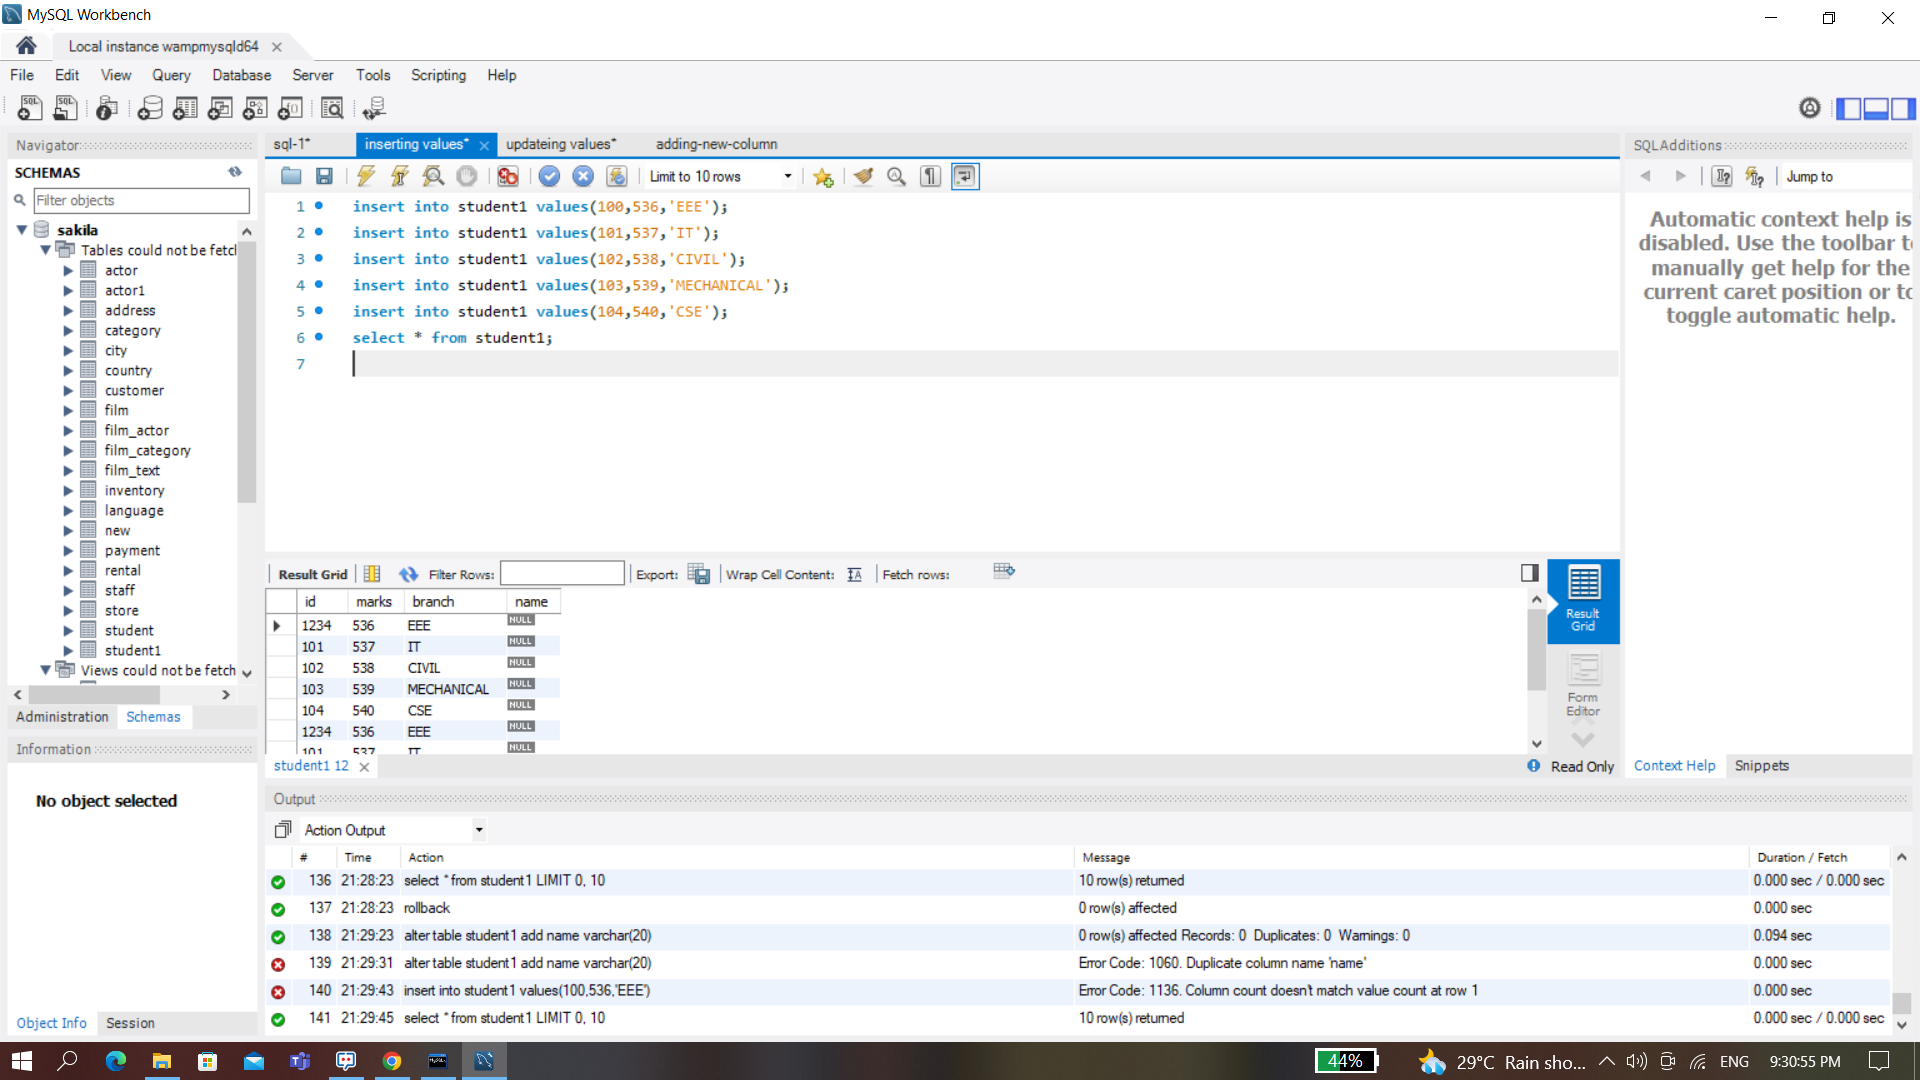 MySQL Workbench
Local instance wampmysqld64
File Edit View Query Database Server Tools Scripting Help
Navigator
SCHEMAS
Filter objects
sakila
Tables could not be fetcl
actor
actor1
address
category
city
country
customer
film
film_actor
film_category
film_text
inventory
language
new
payment
rental
staff
store
student
student1
Views could not be fetch
Administration Schemas
Information
No object selected
Object Info Session
sql-1* inserting values* updateing values* adding-new-column
Limit to 10 rows
1 insert into student1 values(100,536,'EEE');
2 insert into student1 values(101,537,'IT');
3 insert into student1 values(102,538,'CIVIL');
4 insert into student1 values(103,539,'MECHANICAL');
5 insert into student1 values(104,540,'CSE');
6 select * from student1;
7
Result Grid Filter Rows: Export: Wrap Cell Content: Fetch rows:
id marks branch name
1234 536 EEE NULL
101 537 IT NULL
102 538 CIVIL NULL
103 539 MECHANICAL NULL
104 540 CSE NULL
1234 536 EEE NULL
101 537 IT NULL
Result Grid
Form Editor
student1 12
Read Only
SQLAdditions
Jump to
Automatic context help is
disabled. Use the toolbar to
manually get help for the
current caret position or to
toggle automatic help.
Context Help Snippets
Output
Action Output
# Time Action Message Duration / Fetch
136 21:28:23 select * from student1 LIMIT 0, 10 10 row(s) returned 0.000 sec / 0.000 sec
137 21:28:23 rollback 0 row(s) affected 0.000 sec
138 21:29:23 alter table student1 add name varchar(20) 0 row(s) affected Records: 0 Duplicates: 0 Warnings: 0 0.094 sec
139 21:29:31 alter table student1 add name varchar(20) Error Code: 1060. Duplicate column name 'name' 0.000 sec
140 21:29:43 insert into student1 values(100,536,'EEE') Error Code: 1136. Column count doesn't match value count at row 1 0.000 sec
141 21:29:45 select * from student1 LIMIT 0, 10 10 row(s) returned 0.000 sec / 0.000 sec
44% 29°C Rain sho... ENG 9:30:55 PM